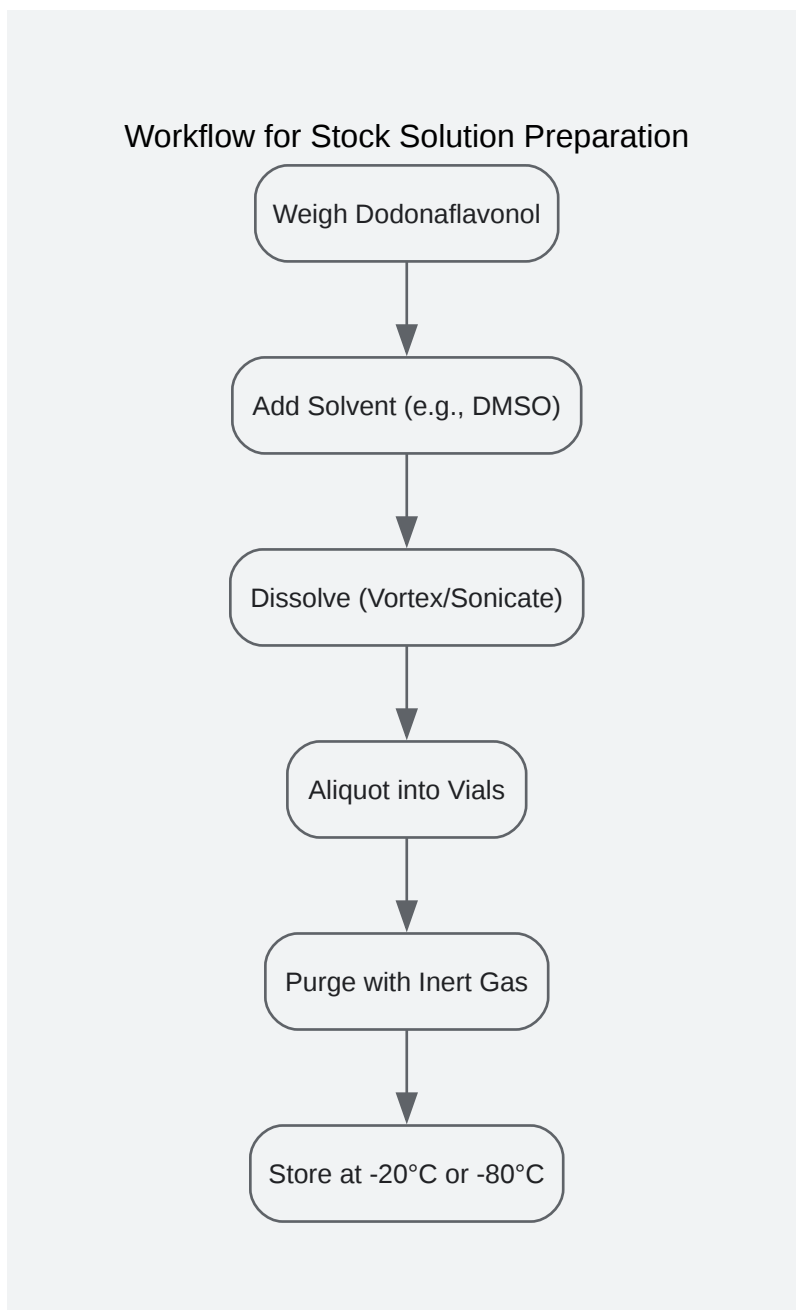 Workflow for Stock Solution Preparation
Weigh Dodonaflavonol
Add Solvent (e.g., DMSO)
Dissolve (Vortex/Sonicate)
Aliquot into Vials
Purge with Inert Gas
Store at -20°C or -80°C